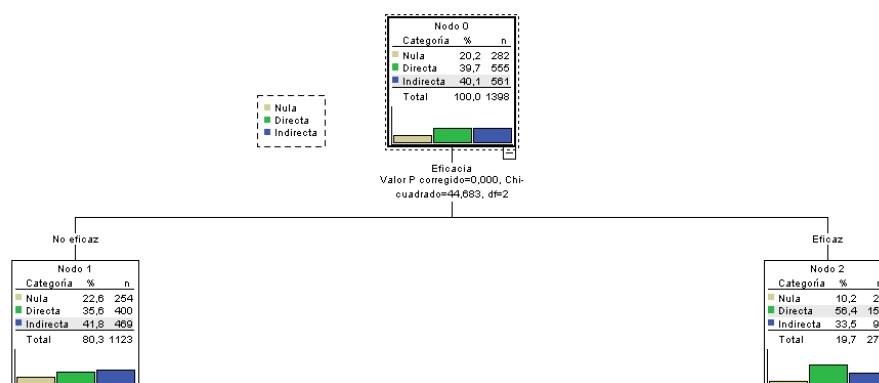 Nodo 0
Categoría % n
Nula 20,2 282
Directa 39,7 555
Indirecta 40,1 561
Total 100,0 1398
Nula
Directa
Indirecta
Eficacia
Valor P corregido=0,000, Chi-
cuadrado=44,683, df=2
No eficaz
Eficaz
Nodo 1
Categoría % n
Nula 22,6 254
Directa 35,6 400
Indirecta 41,8 469
Total 80,3 1123
Nodo 2
Categoría %
Nula 10,2
Directa 56,4
Indirecta 33,5
Total 19,7